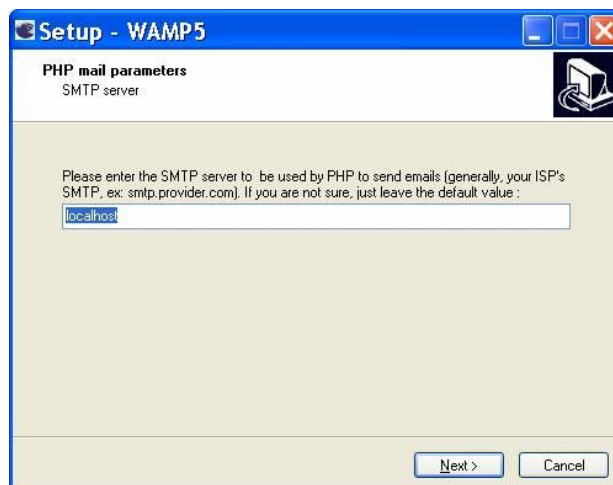 Setup - WAMP5
PHP mail parameters
SMTP server
Please enter the SMTP server to be used by PHP to send emails (generally, your ISP's
SMTP, ex: smtp.provider.com). If you are not sure, just leave the default value :
localhost
Next >
Cancel